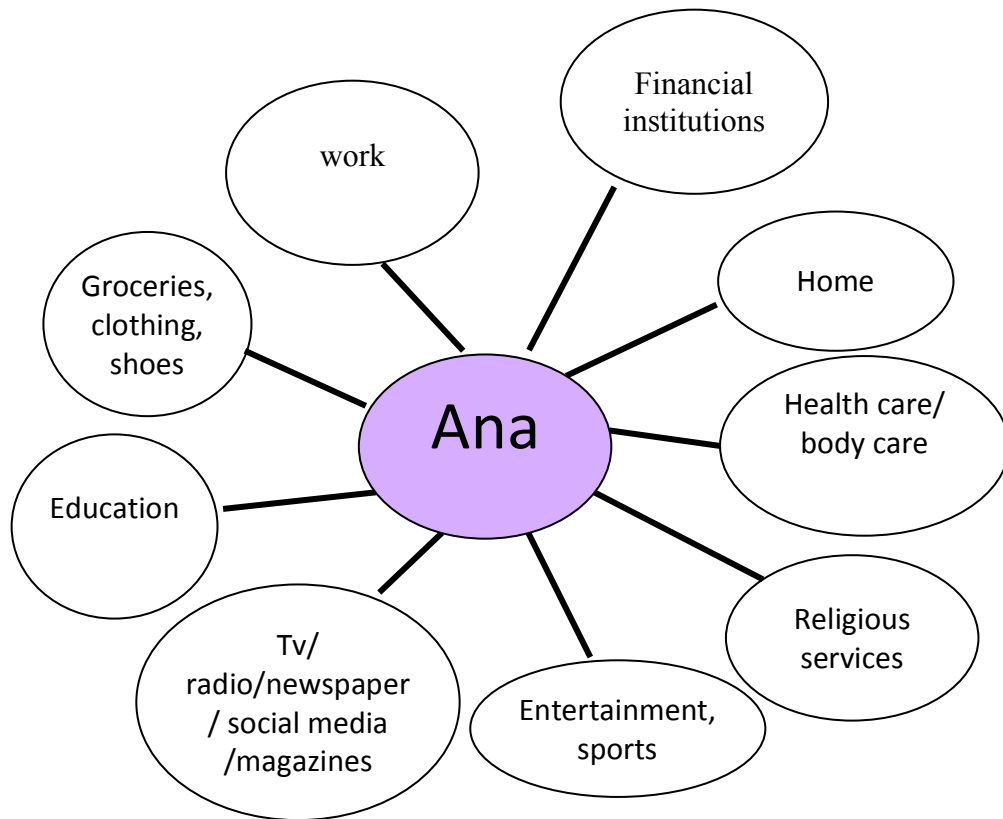 Financial
institutions
work
Home
Groceries,
clothing,
shoes
Ana
Health care/
body care
Education
Religious
services
Tv/
radio/newspaper
/ social media
/magazines
Entertainment,
sports